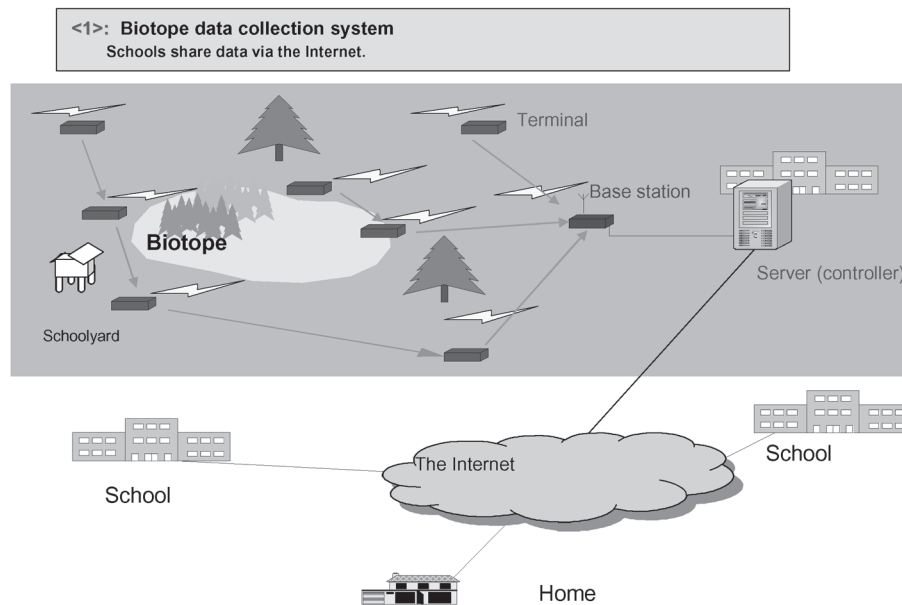 <1>: Biotope data collection system
Schools share data via the Internet.
Terminal
Base station
Biotope
Server (controller)
Schoolyard
The Internet
School
School
Home